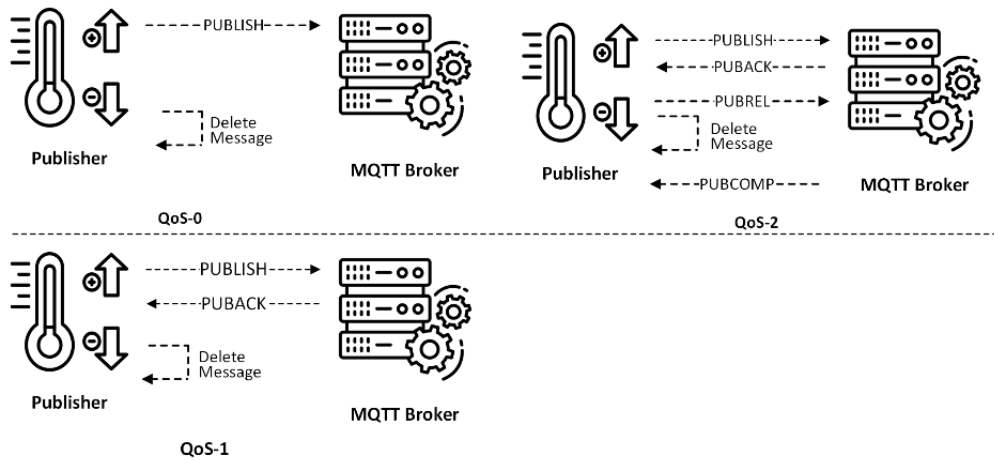 PUBLISH
Delete
Message
Publisher
MQTT Broker
QoS-0
PUBLISH
PUBACK
PUBREL
Delete
Message
Publisher
PUBCOMP
MQTT Broker
QoS-2
PUBLISH
PUBACK
Delete
Message
Publisher
MQTT Broker
QoS-1